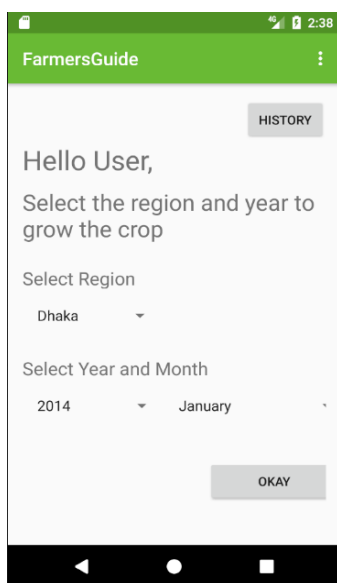 4G 2:38
FarmersGuide
HISTORY
Hello User,
Select the region and year to
grow the crop
Select Region
Dhaka
Select Year and Month
2014 January
OKAY